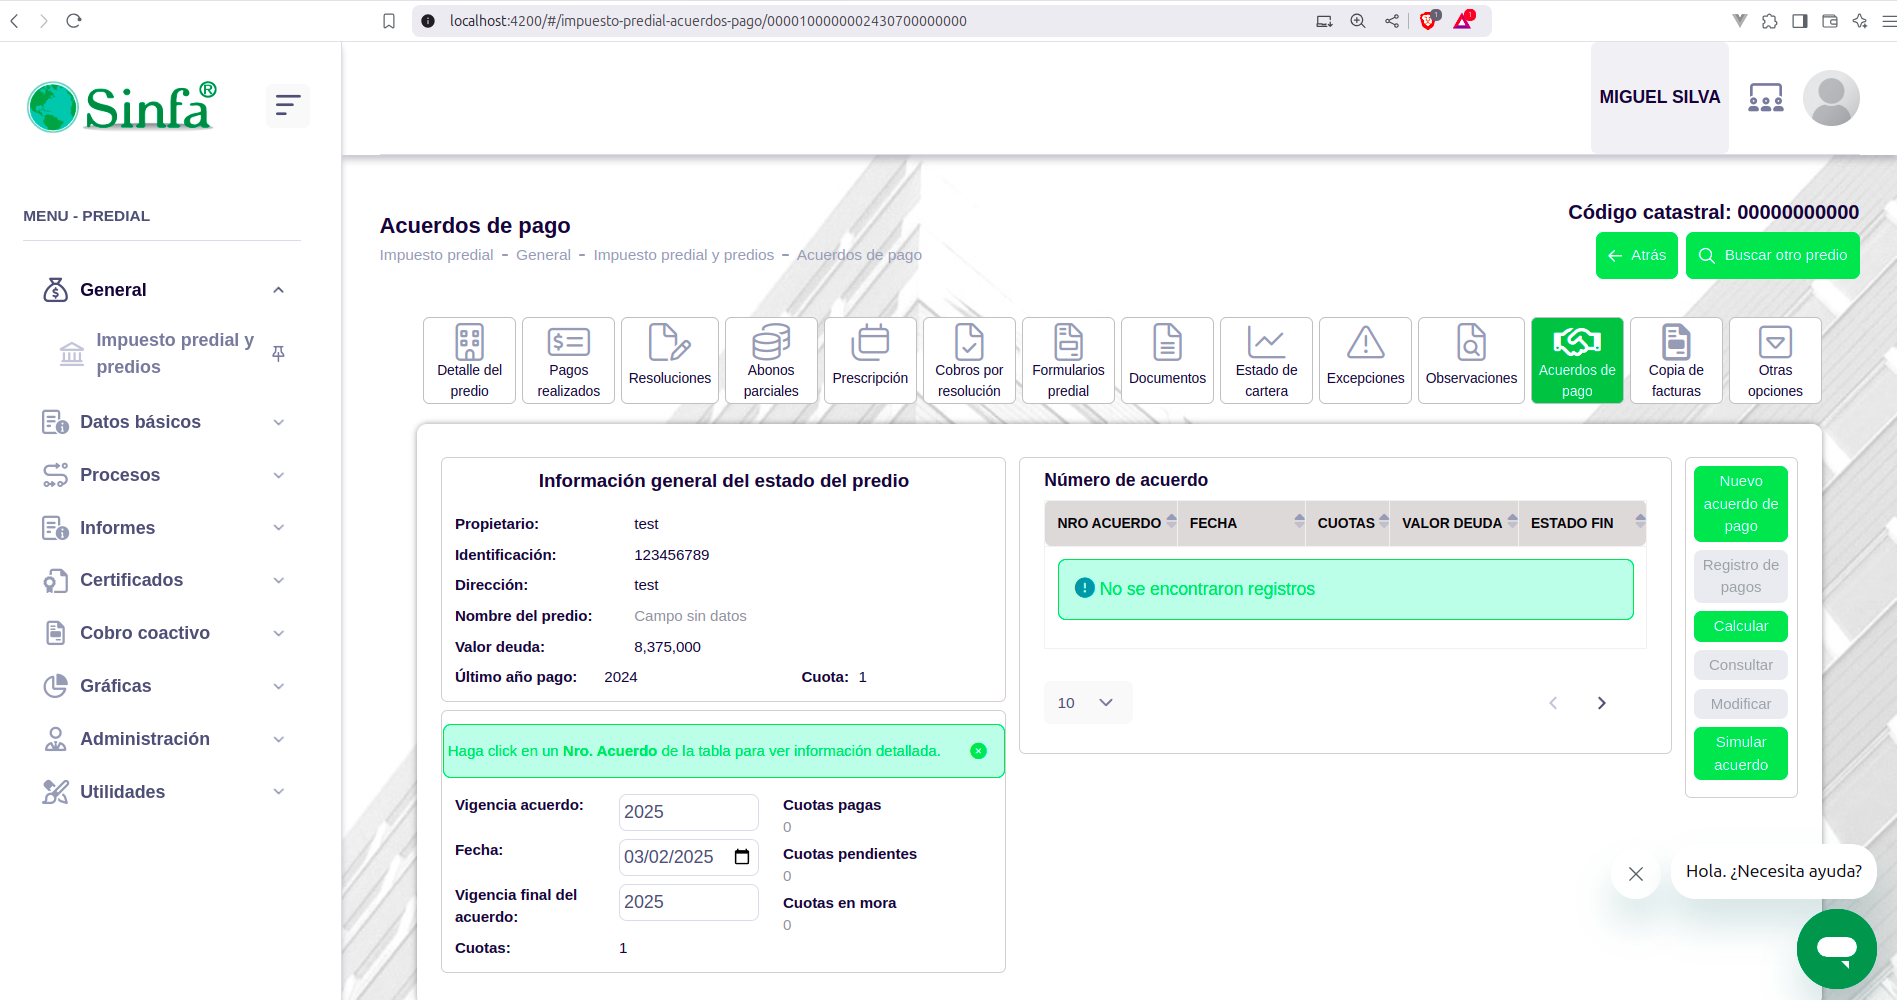 localhost:4200/#/impuesto-predial-acuerdos-pago/0000100000002430700000000
1
1
Sinfa®
MIGUEL SILVA
MENU - PREDIAL
General
Impuesto predial y
predios
Datos básicos
Procesos
Informes
Certificados
Cobro coactivo
Gráficas
Administración
Utilidades
Acuerdos de pago
Impuesto predial - General - Impuesto predial y predios - Acuerdos de pago
Código catastral: 00000000000
Atrás
Buscar otro predio
Detalle del
predio
Pagos
realizados
Resoluciones
Abonos
parciales
Prescripción
Cobros por
resolución
Formularios
predial
Documentos
Estado de
cartera
Excepciones
Observaciones
Acuerdos de
pago
Copia de
facturas
Otras
opciones
Información general del estado del predio
Propietario: test
Identificación: 123456789
Dirección: test
Nombre del predio: Campo sin datos
Valor deuda: 8,375,000
Último año pago: 2024 Cuota: 1
Haga click en un Nro. Acuerdo de la tabla para ver información detallada.
Vigencia acuerdo: 2025
Fecha: 03/02/2025
Vigencia final del
acuerdo: 2025
Cuotas: 1
Cuotas pagas
0
Cuotas pendientes
0
Cuotas en mora
0
Número de acuerdo
NRO ACUERDO FECHA CUOTAS VALOR DEUDA ESTADO FIN
No se encontraron registros
10
Nuevo
acuerdo de
pago
Registro de
pagos
Calcular
Consultar
Modificar
Simular
acuerdo
Hola. ¿Necesita ayuda?